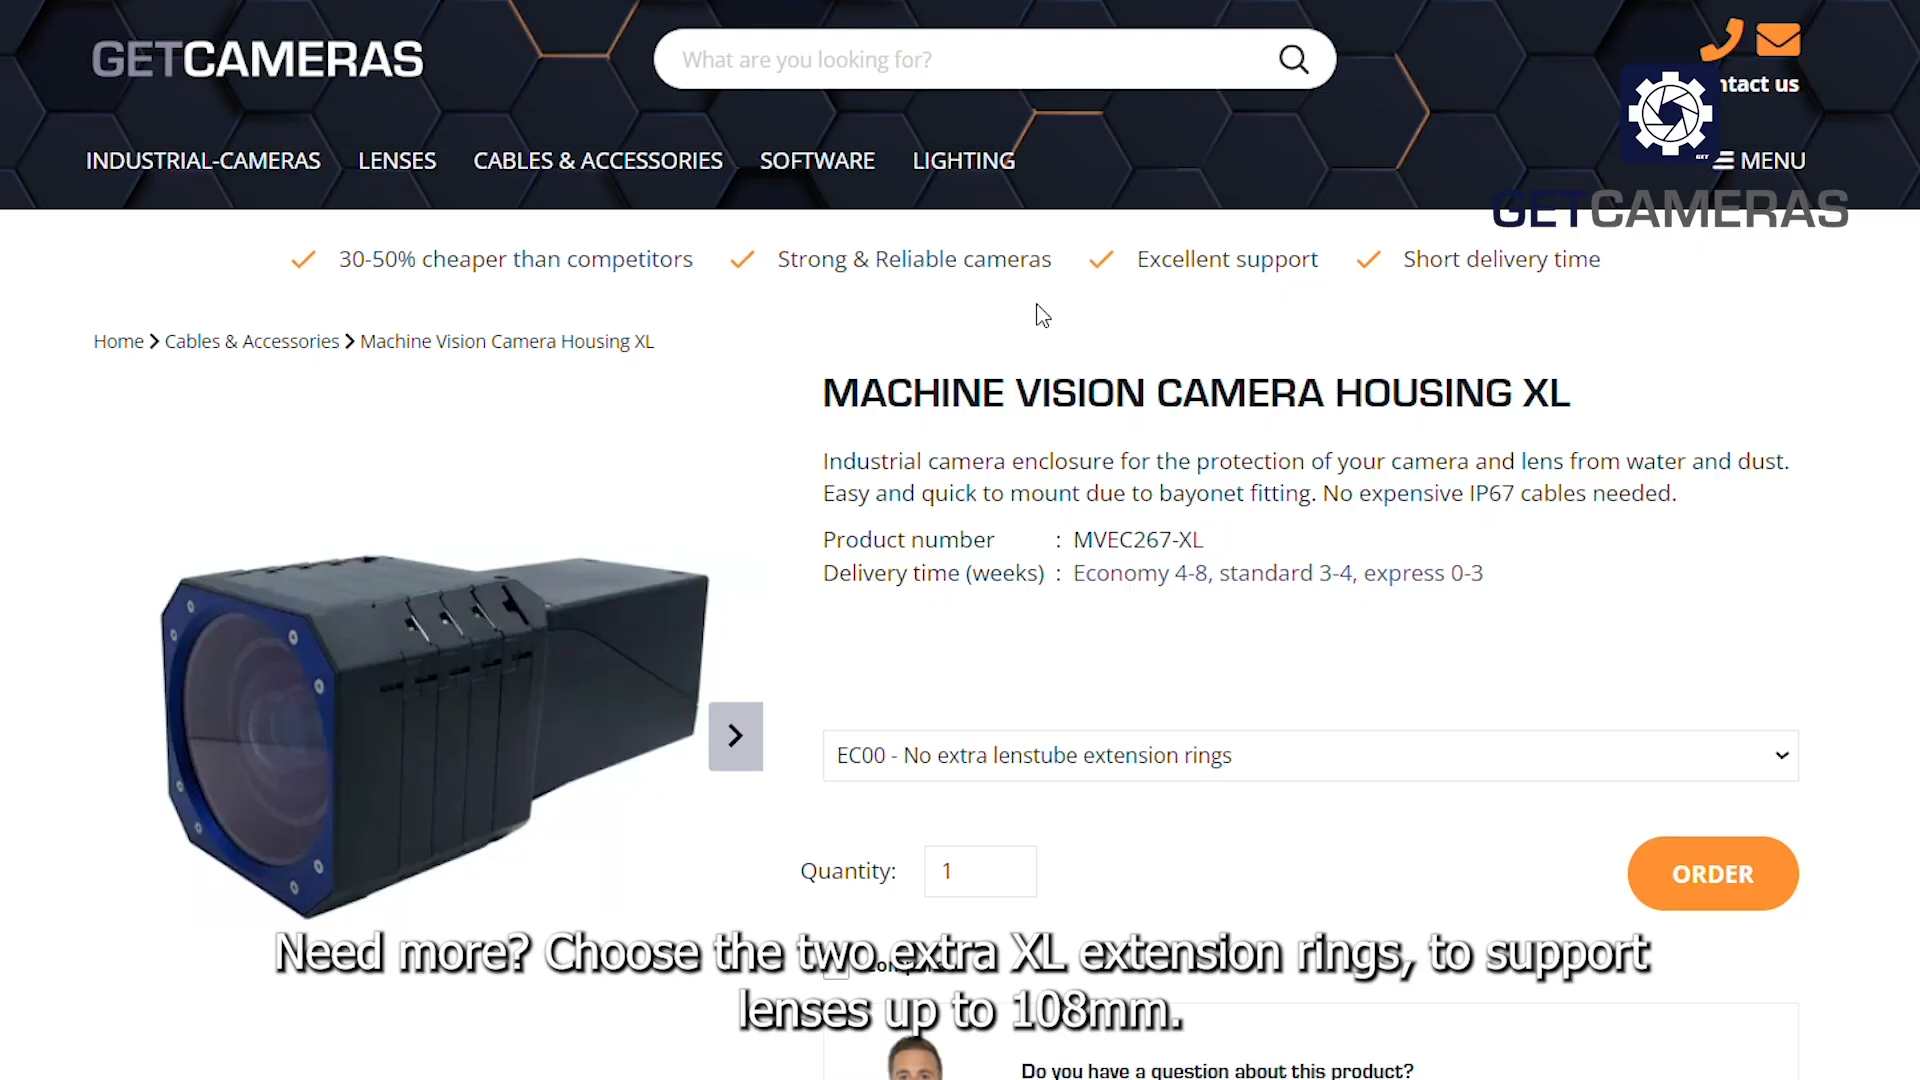 GETCAMERAS
What are you looking for?
ntact us
INDUSTRIAL-CAMERAS LENSES CABLES & ACCESSORIES SOFTWARE LIGHTING
GET
MENU
GETCAMERAS
30-50% cheaper than competitors Strong & Reliable cameras Excellent support Short delivery time
Home > Cables & Accessories > Machine Vision Camera Housing XL
MACHINE VISION CAMERA HOUSING XL
Industrial camera enclosure for the protection of your camera and lens from water and dust.
Easy and quick to mount due to bayonet fitting. No expensive IP67 cables needed.
Product number : MVEC267-XL
Delivery time (weeks) : Economy 4-8, standard 3-4, express 0-3
EC00 - No extra lenstube extension rings
Quantity: 1
ORDER
Need more? Choose the two extra XL extension rings, to support
lenses up to 108mm.
Do you have a question about this product?